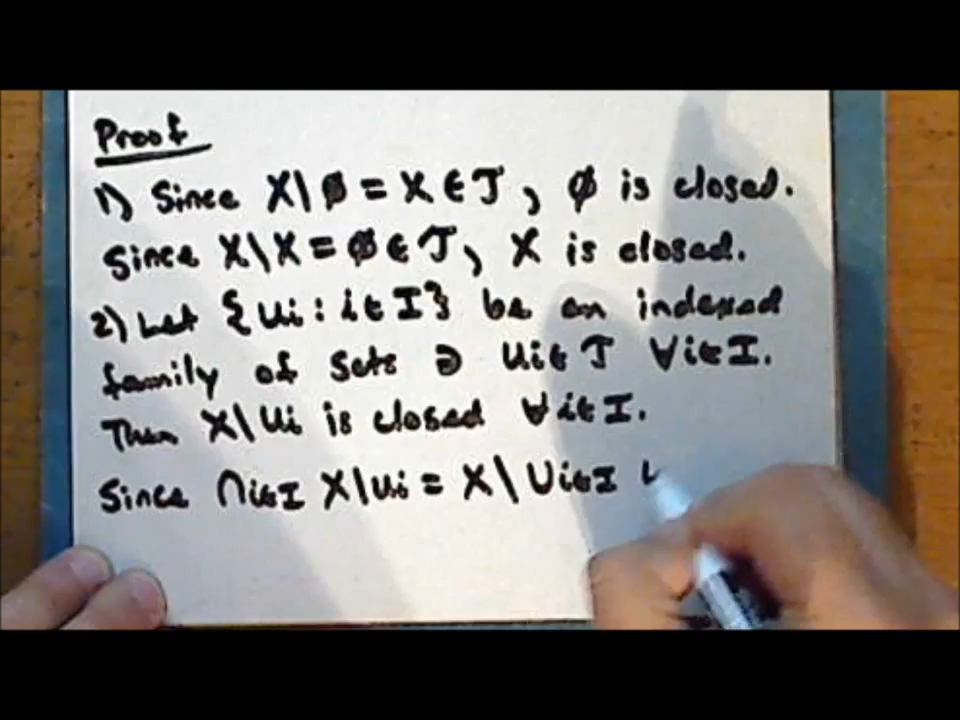 Proof
1) Since X\∅ = X ∈ 𝒯, ∅ is closed.
Since X\X = ∅ ∈ 𝒯, X is closed.
2) Let {Ui : i ∈ I} be an indexed
family of sets ∋ Ui ∈ 𝒯 ∀i ∈ I.
Then X\Ui is closed ∀i ∈ I.
Since ∩i∈I X\Ui = X\ ∪i∈I